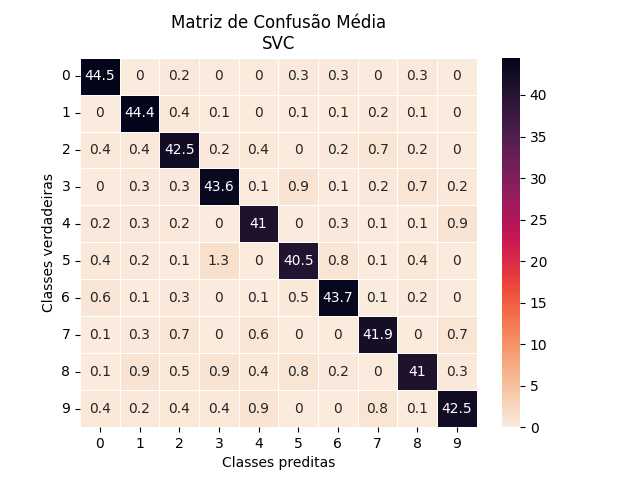 Matriz de Confusão Média
SVC
0 44.5 0 0.2 0 0 0.3 0.3 0 0.3 0
1 0 44.4 0.4 0.1 0 0.1 0.1 0.2 0.1 0
2 0.4 0.4 42.5 0.2 0.4 0 0.2 0.7 0.2 0
3 0 0.3 0.3 43.6 0.1 0.9 0.1 0.2 0.7 0.2
4 0.2 0.3 0.2 0 41 0 0.3 0.1 0.1 0.9
5 0.4 0.2 0.1 1.3 0 40.5 0.8 0.1 0.4 0
6 0.6 0.1 0.3 0 0.1 0.5 43.7 0.1 0.2 0
7 0.1 0.3 0.7 0 0.6 0 0 41.9 0 0.7
8 0.1 0.9 0.5 0.9 0.4 0.8 0.2 0 41 0.3
9 0.4 0.2 0.4 0.4 0.9 0 0 0.8 0.1 42.5
0 1 2 3 4 5 6 7 8 9
Classes preditas
Classes verdadeiras
40
35
30
25
20
15
10
5
0